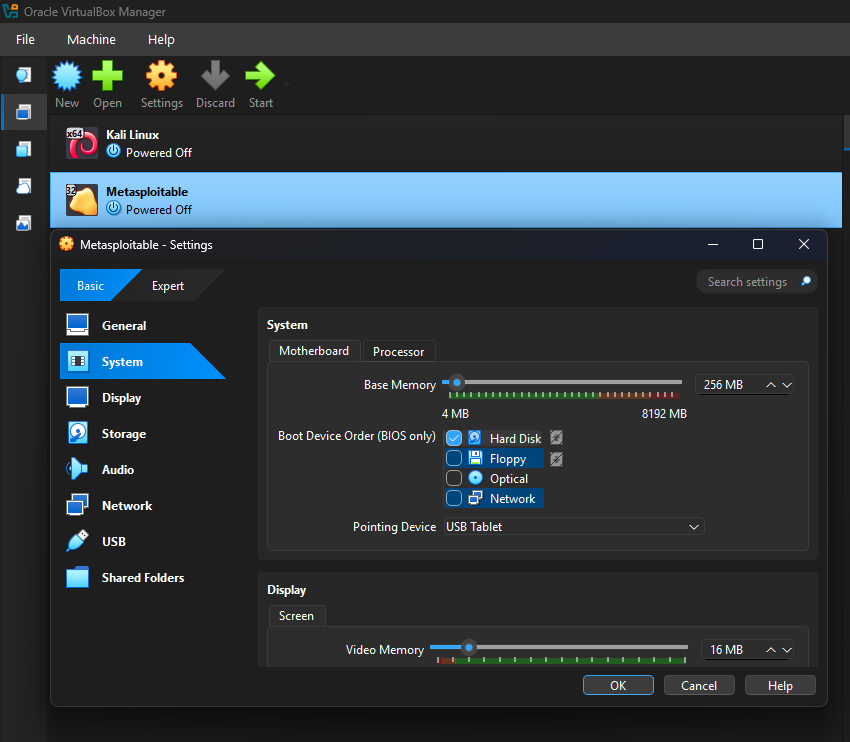 Oracle VirtualBox Manager
File Machine Help
New Open Settings Discard Start
x64
Kali Linux
Powered Off
32
Metasploitable
Powered Off
Metasploitable - Settings
Basic Expert
Search settings
General
System
Display
Storage
Audio
Network
USB
Shared Folders
System
Motherboard Processor
Base Memory 256 MB
4 MB 8192 MB
Boot Device Order (BIOS only) Hard Disk
Floppy
Optical
Network
Pointing Device USB Tablet
Display
Screen
Video Memory 16 MB
OK Cancel Help